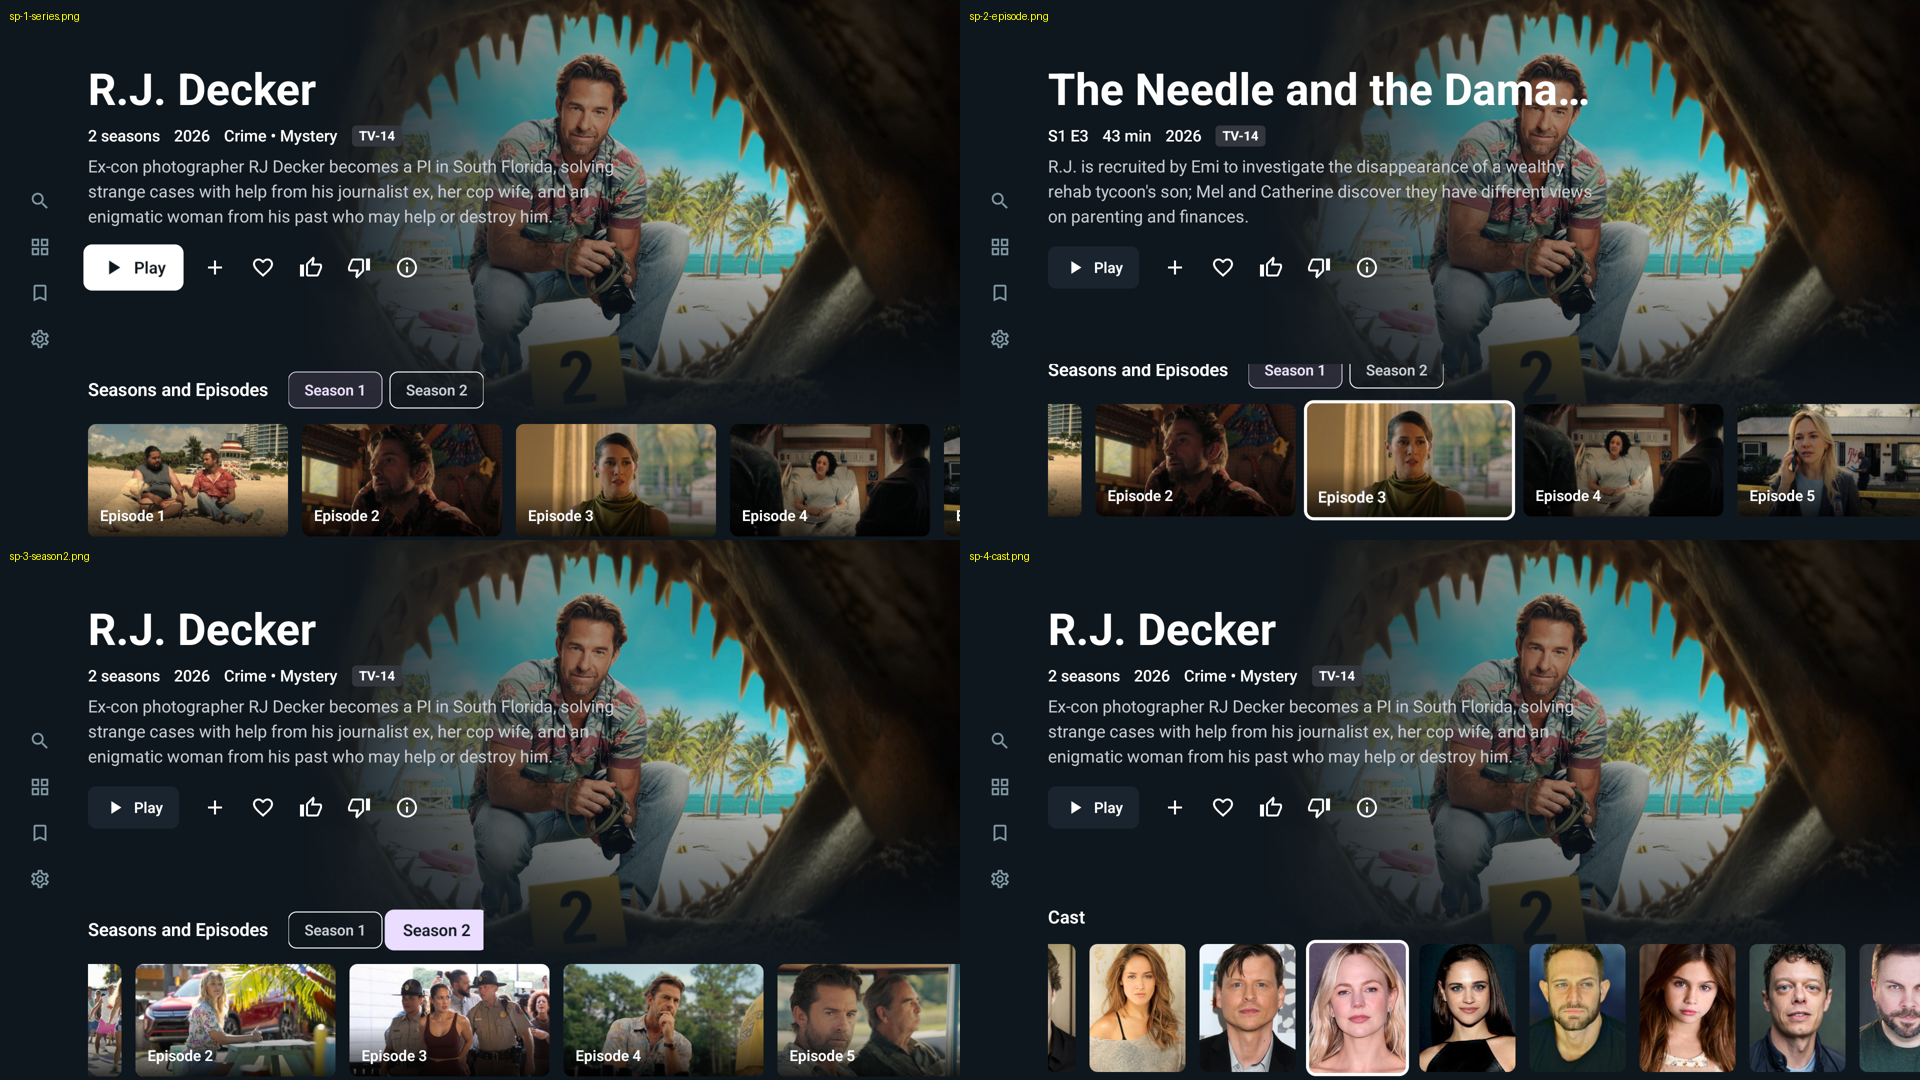 sp-1-series.png
R.J. Decker
2 seasons 2026 Crime • Mystery TV-14
Ex-con photographer RJ Decker becomes a PI in South Florida, solving
strange cases with help from his journalist ex, her cop wife, and an
enigmatic woman from his past who may help or destroy him.
Play
2
Seasons and Episodes Season 1 Season 2
Episode 1 Episode 2 Episode 3 Episode 4
sp-2-episode.png
The Needle and the Dama...
S1 E3 43 min 2026 TV-14
R.J. is recruited by Emi to investigate the disappearance of a wealthy
rehab tycoon's son; Mel and Catherine discover they have different views
on parenting and finances.
Play
2
Seasons and Episodes Season 1 Season 2
Episode 2 Episode 3 Episode 4 Episode 5
sp-3-season2.png
R.J. Decker
2 seasons 2026 Crime • Mystery TV-14
Ex-con photographer RJ Decker becomes a PI in South Florida, solving
strange cases with help from his journalist ex, her cop wife, and an
enigmatic woman from his past who may help or destroy him.
Play
2
Seasons and Episodes Season 1 Season 2
Episode 2 Episode 3 Episode 4 Episode 5
sp-4-cast.png
R.J. Decker
2 seasons 2026 Crime • Mystery TV-14
Ex-con photographer RJ Decker becomes a PI in South Florida, solving
strange cases with help from his journalist ex, her cop wife, and an
enigmatic woman from his past who may help or destroy him.
Play
2
Cast